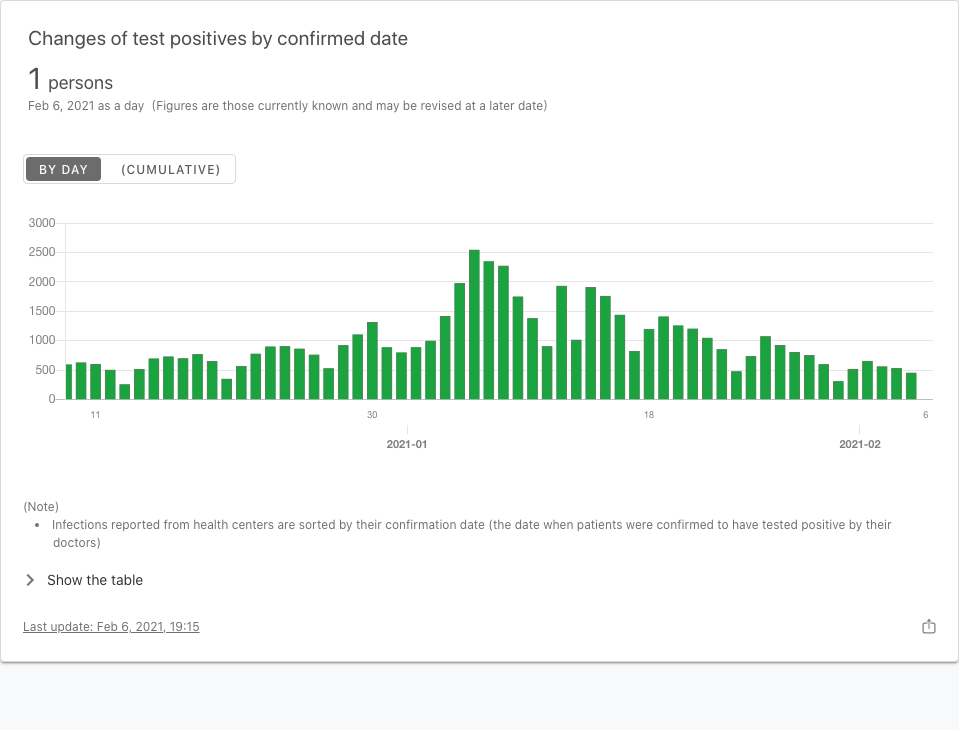 Changes of test positives by confirmed date
1 persons
Feb 6, 2021 as a day (Figures are those currently known and may be revised at a later date)
BY DAY (CUMULATIVE)
3000
2500
2000
1500
1000
500
0
11 30 18 6
2021-01 2021-02
(Note)
• Infections reported from health centers are sorted by their confirmation date (the date when patients were confirmed to have tested positive by their
doctors)
Show the table
Last update: Feb 6, 2021, 19:15